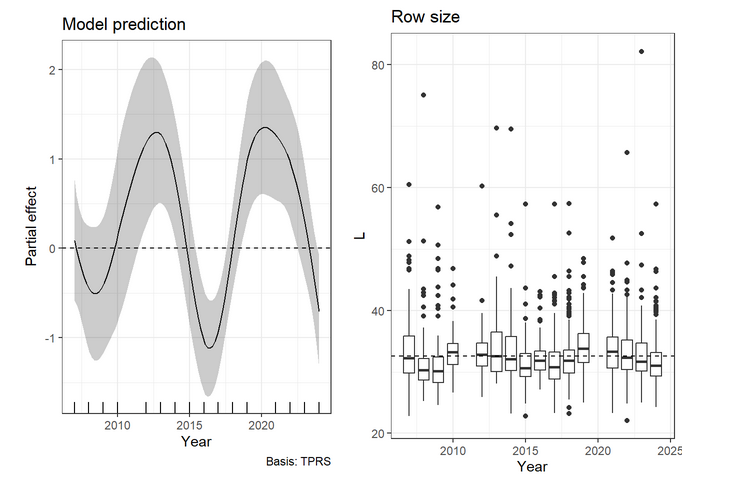 Model prediction
Partial effect
2
1
0
-1
2010
2015
2020
Year
Basis: TPRS
Row size
L
80
60
40
20
2010
2015
2020
2025
Year